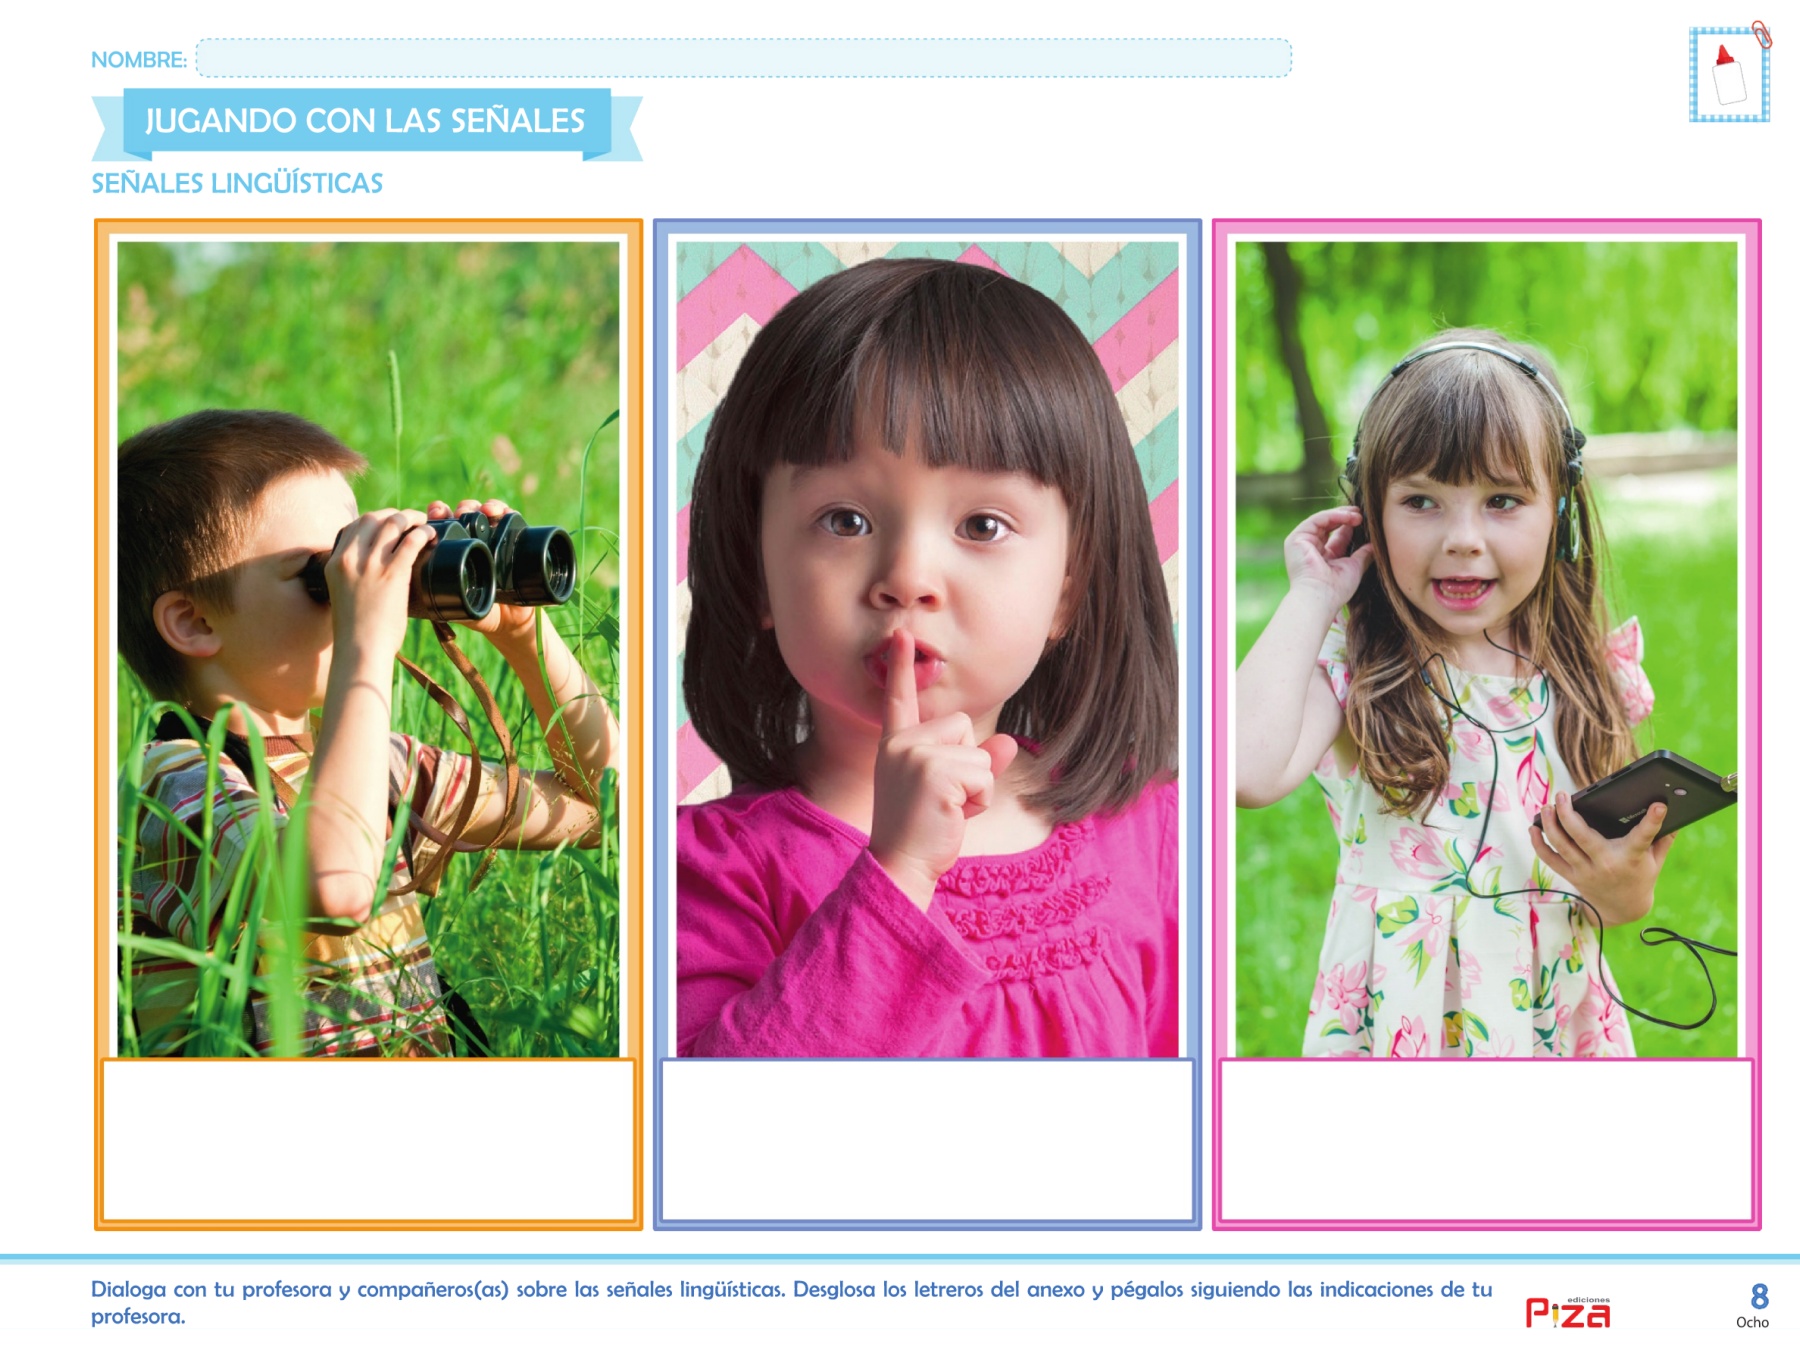 NOMBRE:
JUGANDO CON LAS SEÑALES
SEÑALES LINGÜÍSTICAS
Dialoga con tu profesora y compañeros(as) sobre las señales lingüísticas. Desglosa los letreros del anexo y pégalos siguiendo las indicaciones de tu
profesora.
ediciones
Piza
8
Ocho